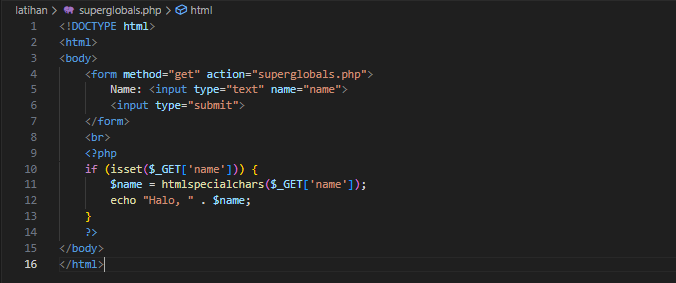 latihan > superglobals.php > html
1 <!DOCTYPE html>
2 <html>
3 <body>
4     <form method="get" action="superglobals.php">
5         Name: <input type="text" name="name">
6         <input type="submit">
7     </form>
8     <br>
9     <?php
10     if (isset($_GET['name'])) {
11         $name = htmlspecialchars($_GET['name']);
12         echo "Halo, " . $name;
13     }
14     ?>
15 </body>
16 </html>